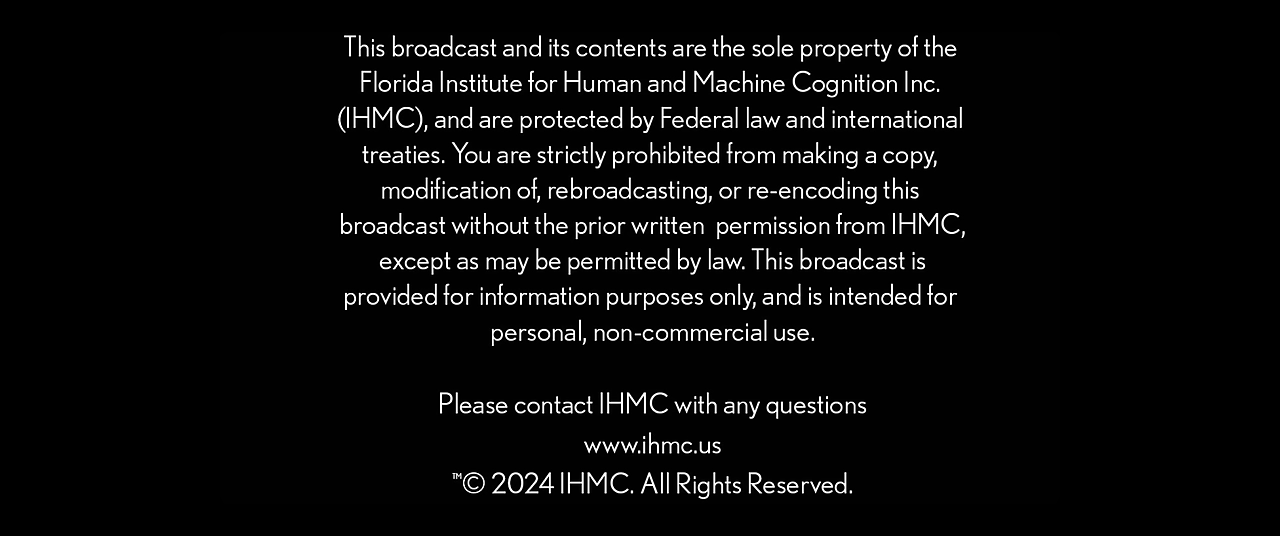 This broadcast and its contents are the sole property of the
Florida Institute for Human and Machine Cognition Inc.
(IHMC), and are protected by Federal law and international
treaties. You are strictly prohibited from making a copy,
modification of, rebroadcasting, or re-encoding this
broadcast without the prior written  permission from IHMC,
except as may be permitted by law. This broadcast is
provided for information purposes only, and is intended for
personal, non-commercial use.
Please contact IHMC with any questions
www.ihmc.us
™© 2024 IHMC. All Rights Reserved.